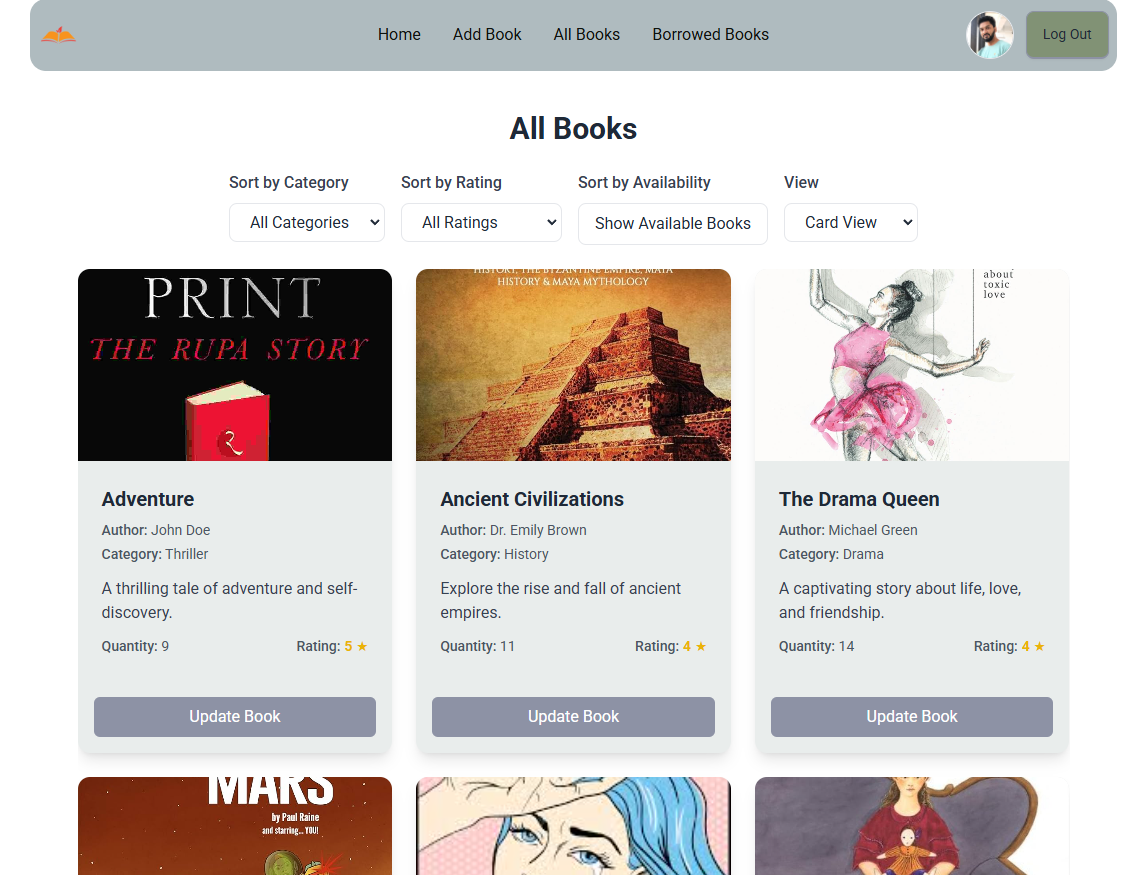 Home
Add Book
All Books
Borrowed Books
Log Out
All Books
Sort by Category
Sort by Rating
Sort by Availability
View
All Categories
All Ratings
Show Available Books
Card View
PRINT
THE RUPA STORY
HISTORY, THE BYZANTINE EMPIRE, MAYA
HISTORY & MAYA MYTHOLOGY
about
toxic
love
Adventure
Author: John Doe
Category: Thriller
A thrilling tale of adventure and self-
discovery.
Quantity: 9
Rating: 5 ★
Update Book
Ancient Civilizations
Author: Dr. Emily Brown
Category: History
Explore the rise and fall of ancient
empires.
Quantity: 11
Rating: 4 ★
Update Book
The Drama Queen
Author: Michael Green
Category: Drama
A captivating story about life, love,
and friendship.
Quantity: 14
Rating: 4 ★
Update Book
MARS
by Paul Raine
and starring... YOU!